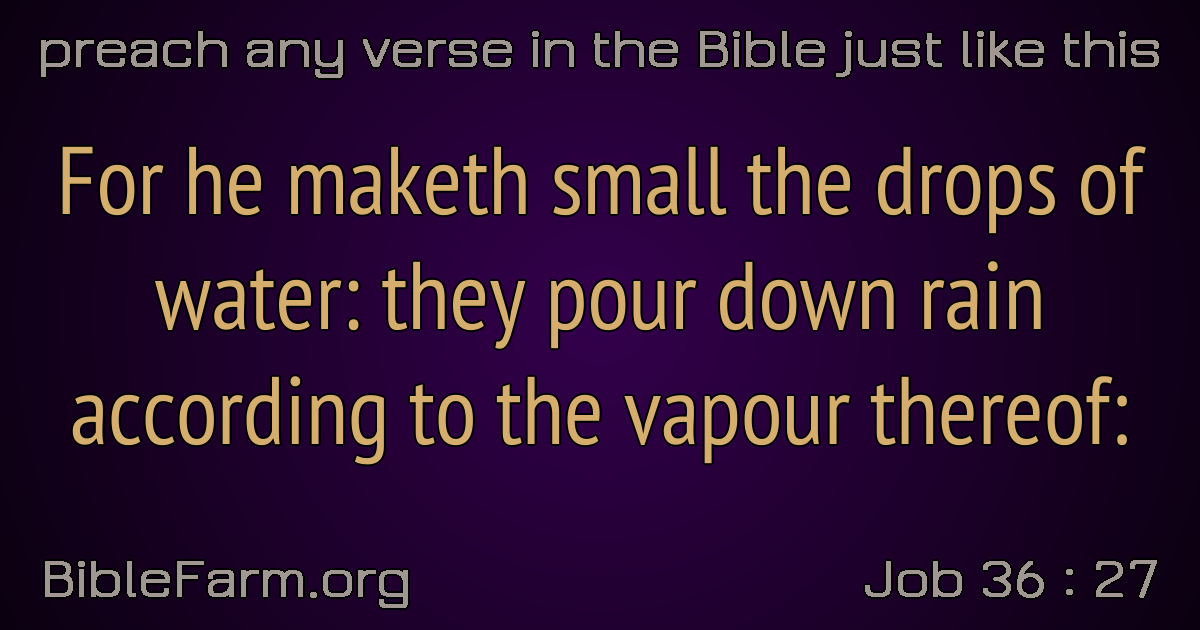 preach any verse in the Bible just like this
For he maketh small the drops of
water: they pour down rain
according to the vapour thereof:
BibleFarm.org
Job 36 : 27